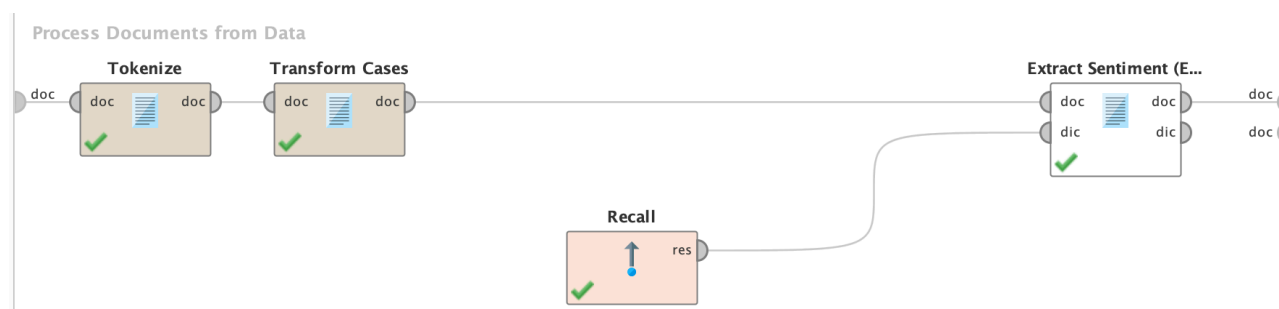 Process Documents from Data
Tokenize
Transform Cases
Extract Sentiment (E...
doc
doc
doc
doc
doc
doc
doc
doc
dic
dic
doc
Recall
res